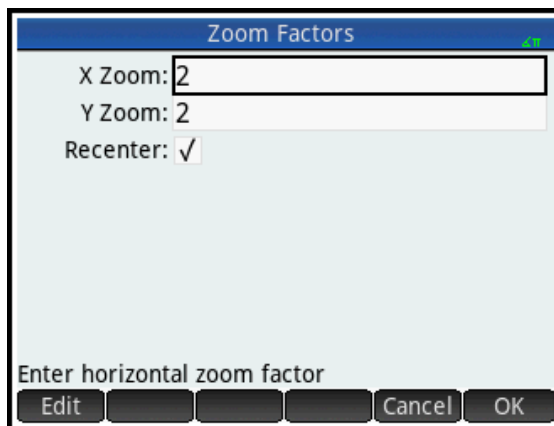 Zoom Factors
∡π
X Zoom: 2
Y Zoom: 2
Recenter: √
Enter horizontal zoom factor
Edit Cancel OK